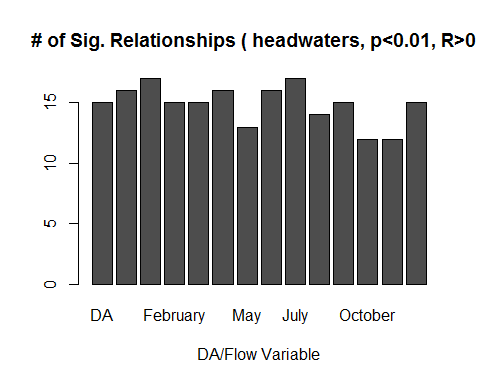 # of Sig. Relationships ( headwaters, p<0.01, R>0
15
10
5
0
DA February May July October
DA/Flow Variable